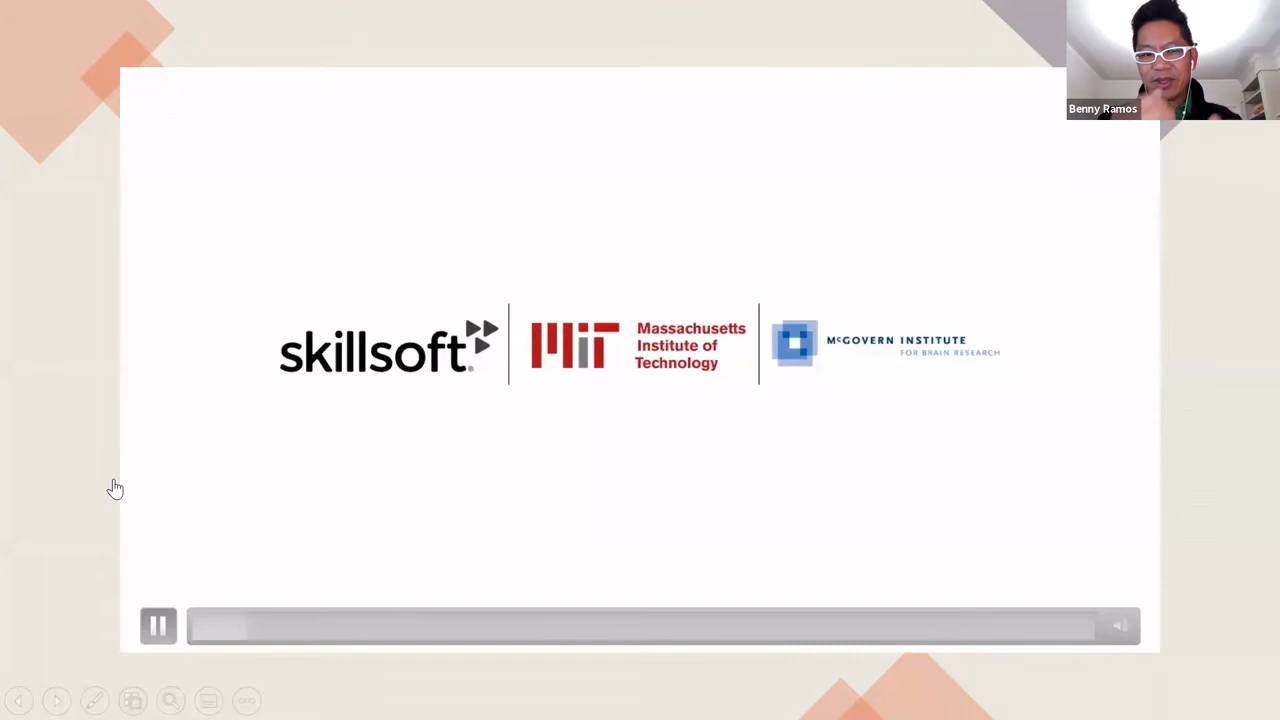 Benny Ramos
skillsoft
MIT
Massachusetts
Institute of
Technology
McGOVERN INSTITUTE
FOR BRAIN RESEARCH